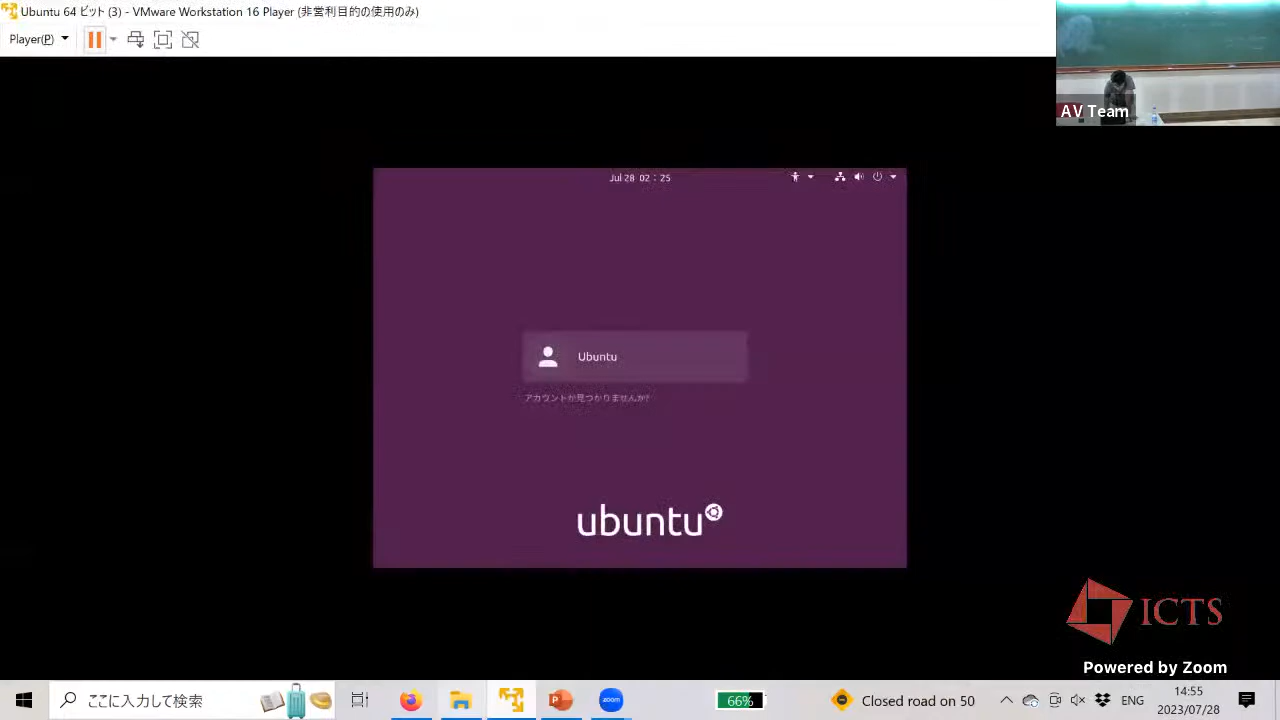 Ubuntu 64 ビット (3) - VMware Workstation 16 Player (非営利目的の使用のみ)
Player(P)
AV Team
Jul 28 02：25
Ubuntu
アカウントが見つかりませんか?
ubuntu
ICTS
Powered by Zoom
ここに入力して検索
P
zoom
66%
Closed road on 50
ENG
14:55
2023/07/28